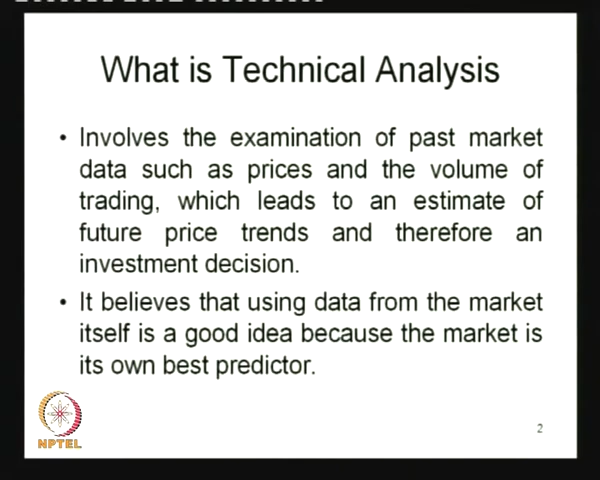 What is Technical Analysis
• Involves the examination of past market
data such as prices and the volume of
trading, which leads to an estimate of
future price trends and therefore an
investment decision.
• It believes that using data from the market
itself is a good idea because the market is
its own best predictor.
NPTEL
2